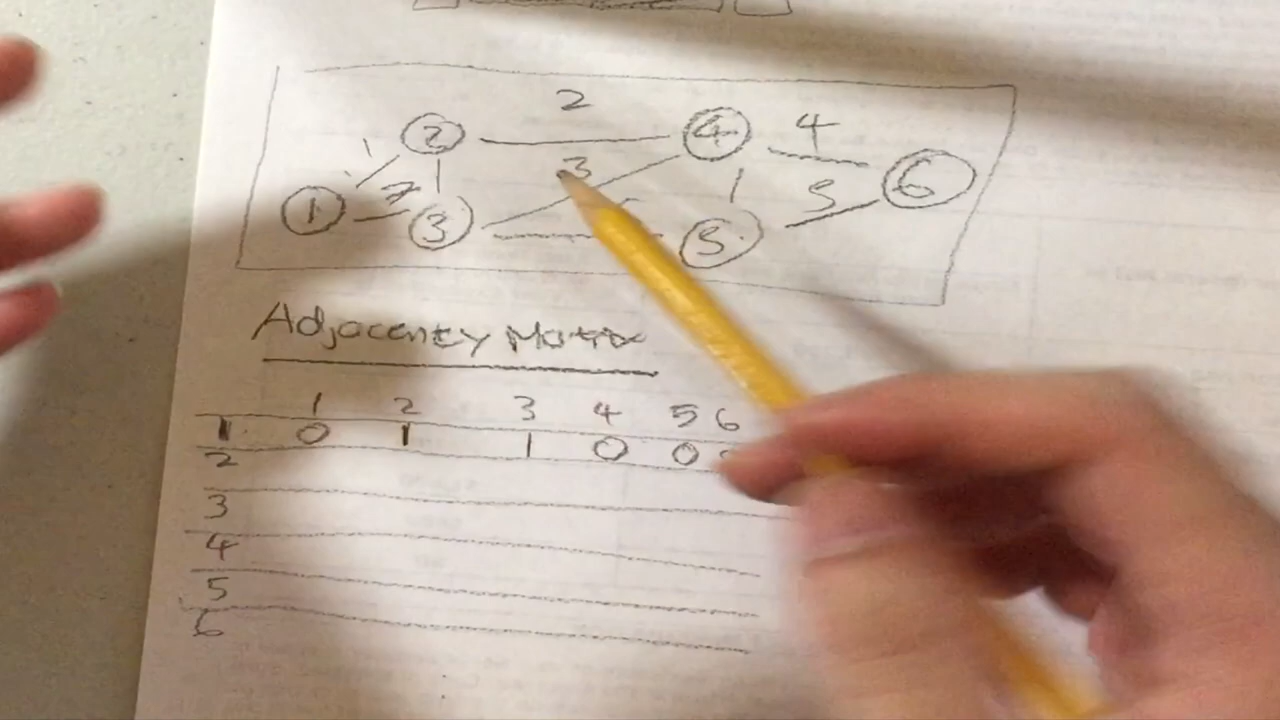 2 4
1 2 4
3 6
2 5
1 3 5
Adjacency Matrix
1 2 3 4 5 6
1 0 1 1 0 0
2
3
4
5
6